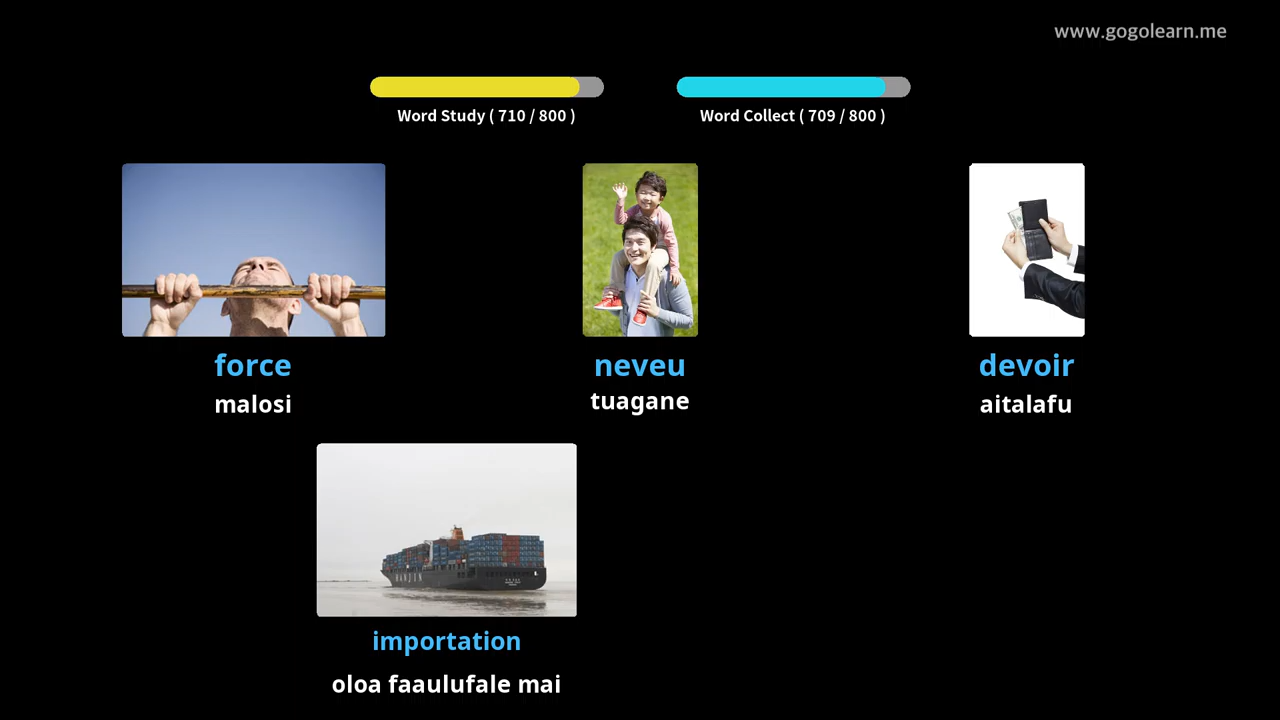 www.gogolearn.me
Word Study ( 710 / 800 )
Word Collect ( 709 / 800 )
force
neveu
devoir
malosi
tuagane
aitalafu
HANJIN
importation
oloa faaulufale mai